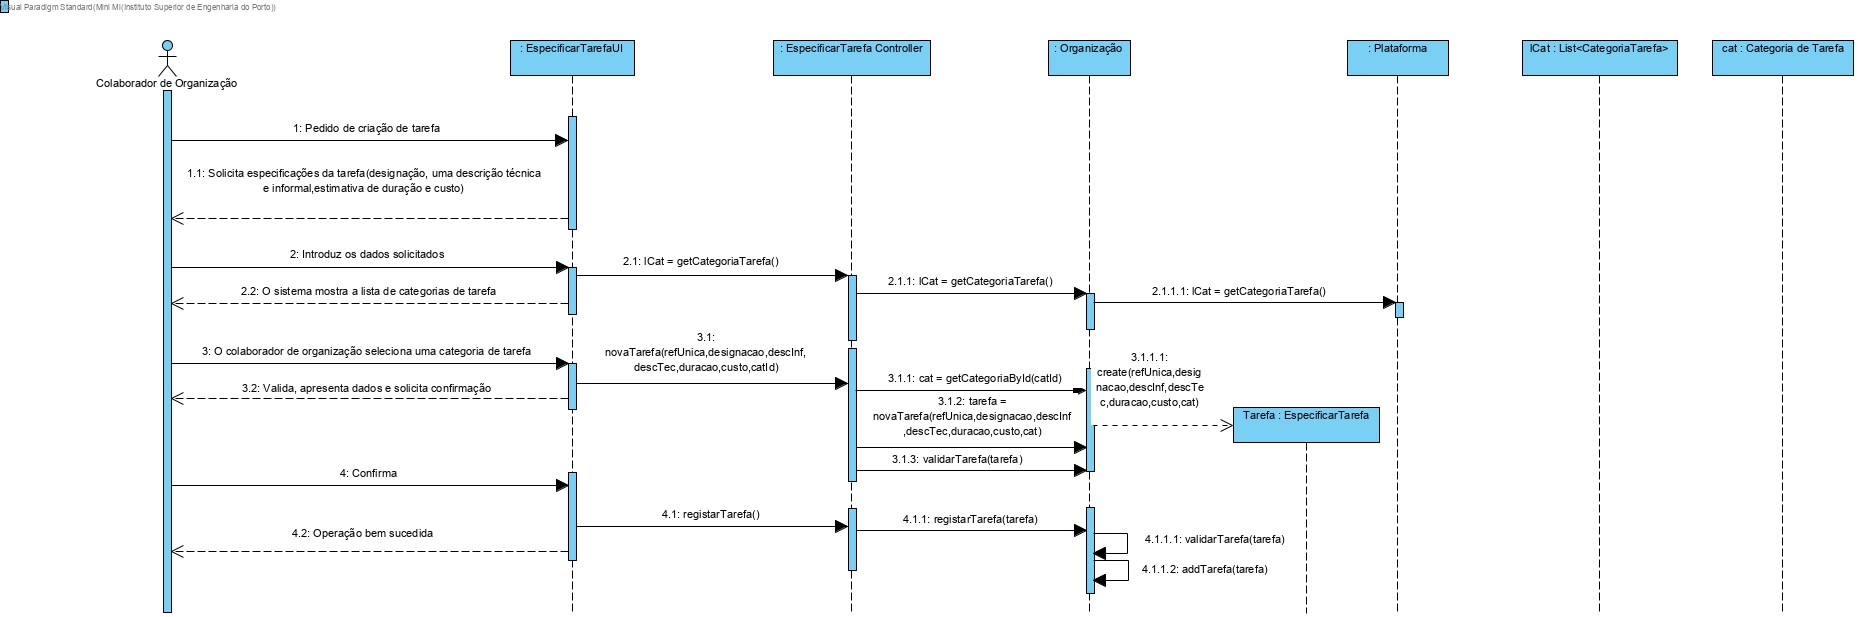 Visual Paradigm Standard(Mini Mi(Instituto Superior de Engenharia do Porto))
Colaborador de Organização
: EspecificarTarefaUI
: EspecificarTarefa Controller
: Organização
: Plataforma
lCat : List<CategoriaTarefa>
cat : Categoria de Tarefa
1: Pedido de criação de tarefa
1.1: Solicita especificações da tarefa(designação, uma descrição técnica
e informal,estimativa de duração e custo)
2: Introduz os dados solicitados
2.1: lCat = getCategoriaTarefa()
2.1.1: lCat = getCategoriaTarefa()
2.1.1.1: lCat = getCategoriaTarefa()
2.2: O sistema mostra a lista de categorias de tarefa
3: O colaborador de organização seleciona uma categoria de tarefa
3.1:
novaTarefa(refUnica,designacao,descInf,
descTec,duracao,custo,catId)
3.1.1: cat = getCategoriaById(catId)
3.1.1.1:
create(refUnica,desig
nacao,descInf,descTe
c,duracao,custo,cat)
3.2: Valida, apresenta dados e solicita confirmação
3.1.2: tarefa =
novaTarefa(refUnica,designacao,descInf
,descTec,duracao,custo,cat)
Tarefa : EspecificarTarefa
3.1.3: validarTarefa(tarefa)
4: Confirma
4.1: registarTarefa()
4.1.1: registarTarefa(tarefa)
4.2: Operação bem sucedida
4.1.1.1: validarTarefa(tarefa)
4.1.1.2: addTarefa(tarefa)